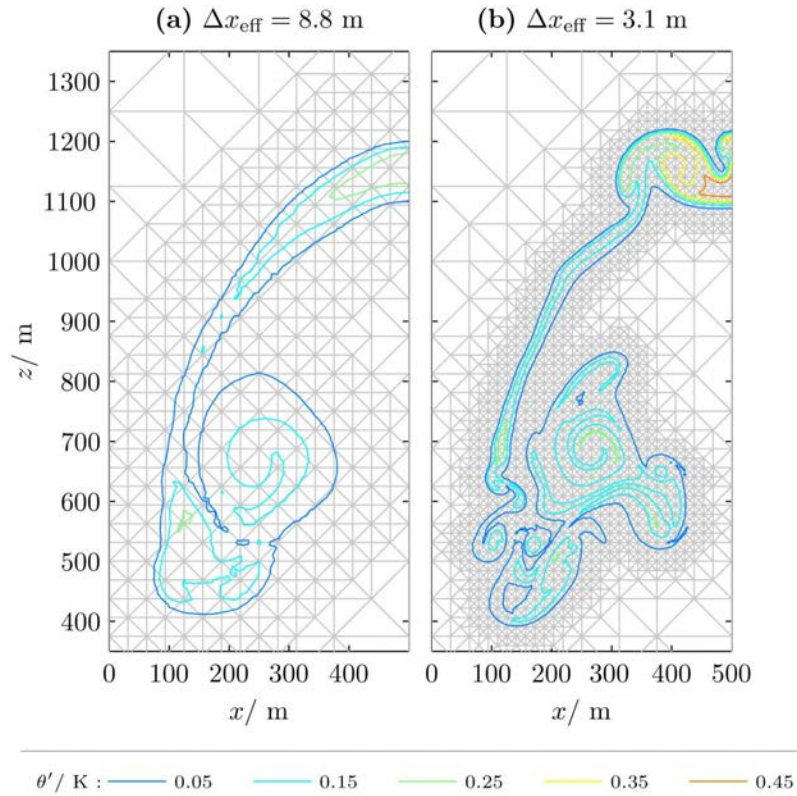 (a) Δx_eff = 8.8 m
(b) Δx_eff = 3.1 m
1300
1200
1100
1000
900
800
700
600
500
400
z/ m
0 100 200 300 400
0 100 200 300 400 500
x/ m
x/ m
θ′/ K : 0.05 0.15 0.25 0.35 0.45